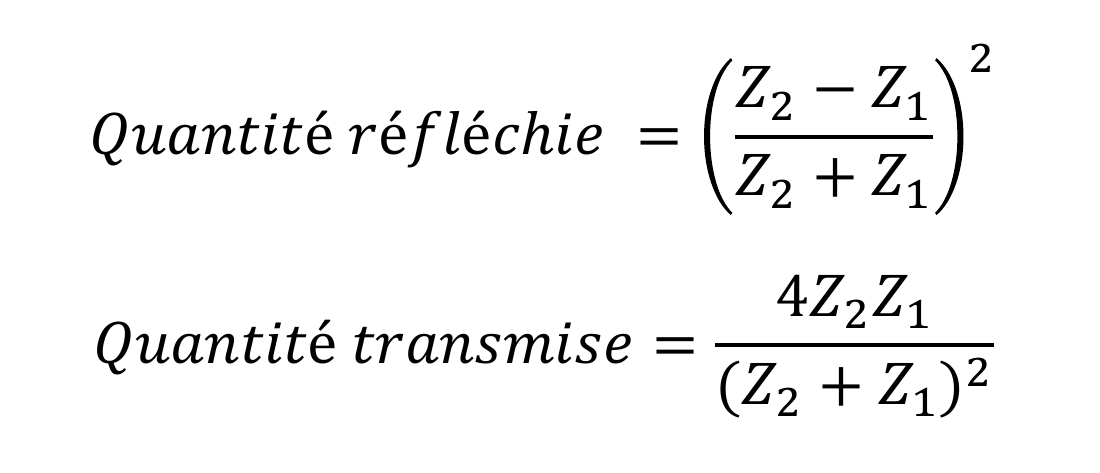 Quantité réfléchie = ((Z₂ − Z₁) / (Z₂ + Z₁))²
Quantité transmise = 4Z₂Z₁ / (Z₂ + Z₁)²